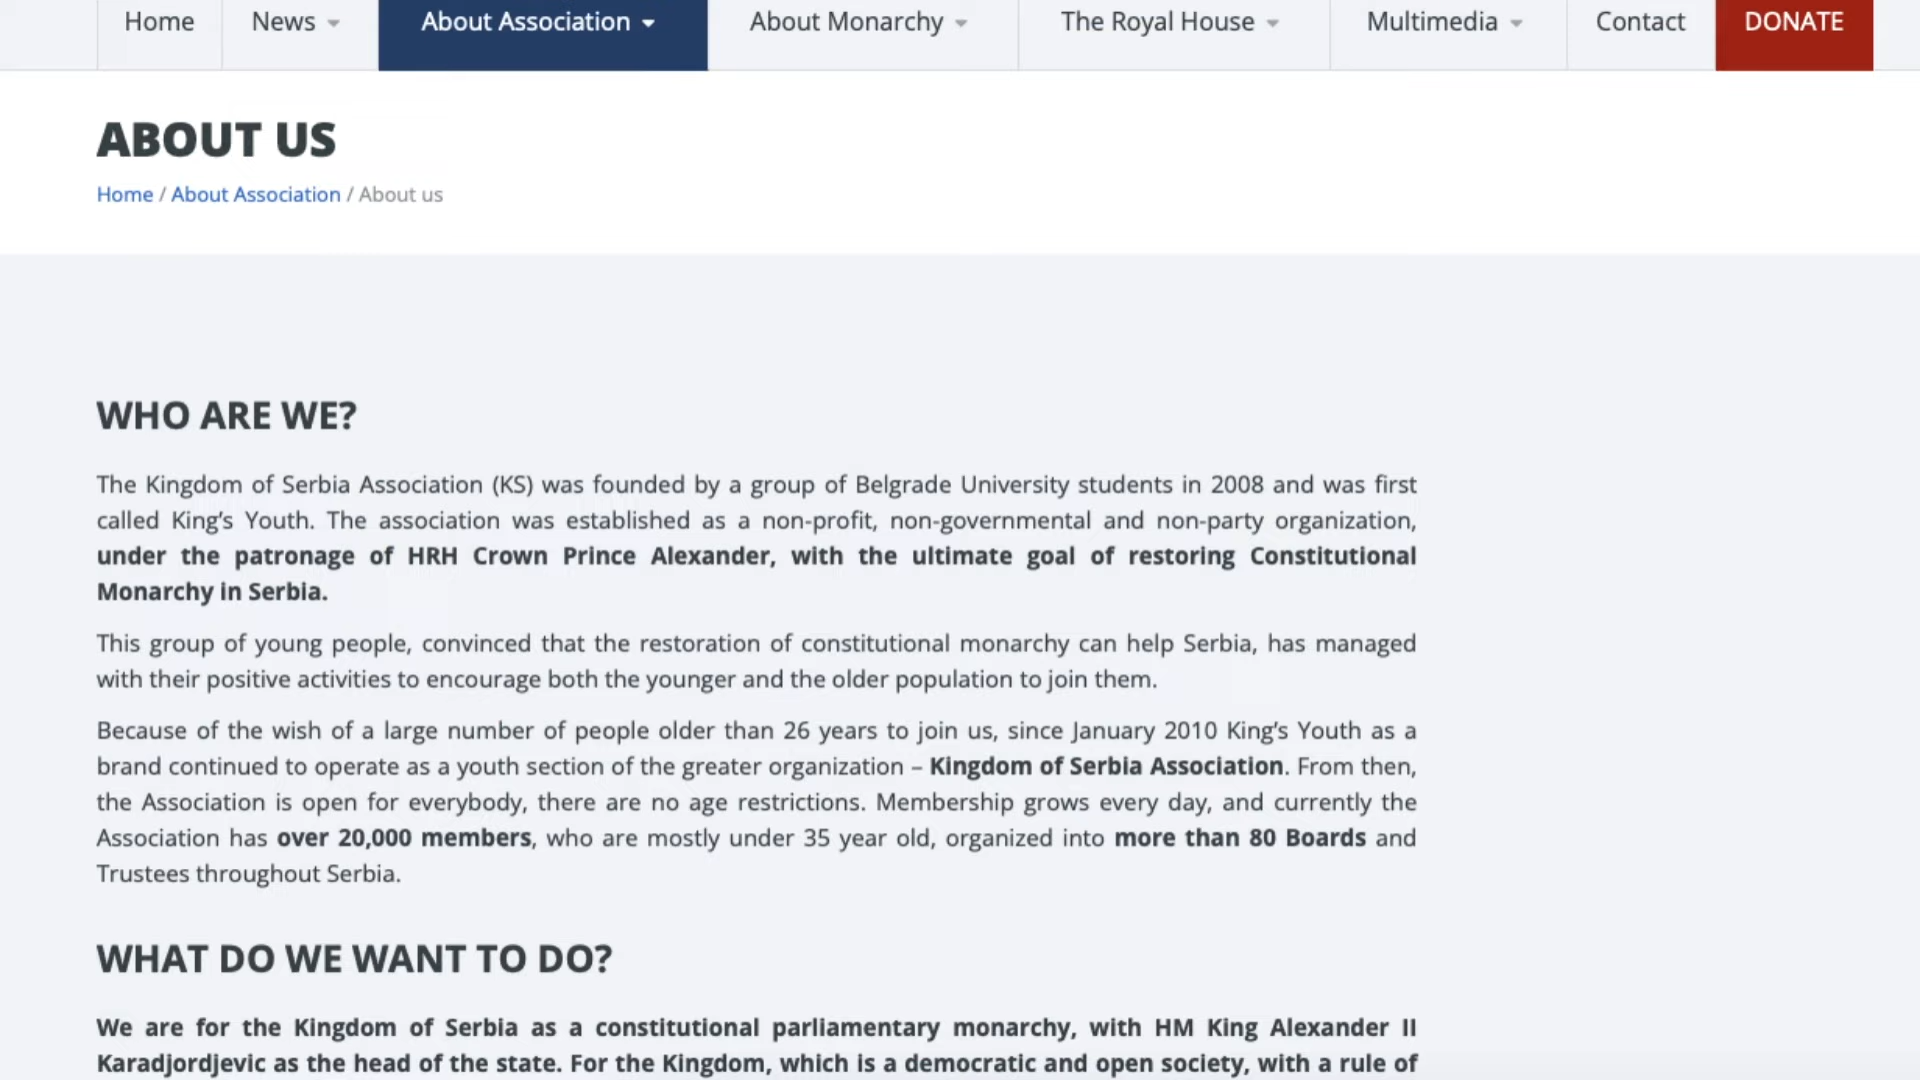 Home News About Association About Monarchy The Royal House Multimedia Contact DONATE
ABOUT US
Home / About Association / About us
WHO ARE WE?
The Kingdom of Serbia Association (KS) was founded by a group of Belgrade University students in 2008 and was first
called King’s Youth. The association was established as a non-profit, non-governmental and non-party organization,
under the patronage of HRH Crown Prince Alexander, with the ultimate goal of restoring Constitutional
Monarchy in Serbia.
This group of young people, convinced that the restoration of constitutional monarchy can help Serbia, has managed
with their positive activities to encourage both the younger and the older population to join them.
Because of the wish of a large number of people older than 26 years to join us, since January 2010 King’s Youth as a
brand continued to operate as a youth section of the greater organization – Kingdom of Serbia Association. From then,
the Association is open for everybody, there are no age restrictions. Membership grows every day, and currently the
Association has over 20,000 members, who are mostly under 35 year old, organized into more than 80 Boards and
Trustees throughout Serbia.
WHAT DO WE WANT TO DO?
We are for the Kingdom of Serbia as a constitutional parliamentary monarchy, with HM King Alexander II
Karadjordjevic as the head of the state. For the Kingdom, which is a democratic and open society, with a rule of